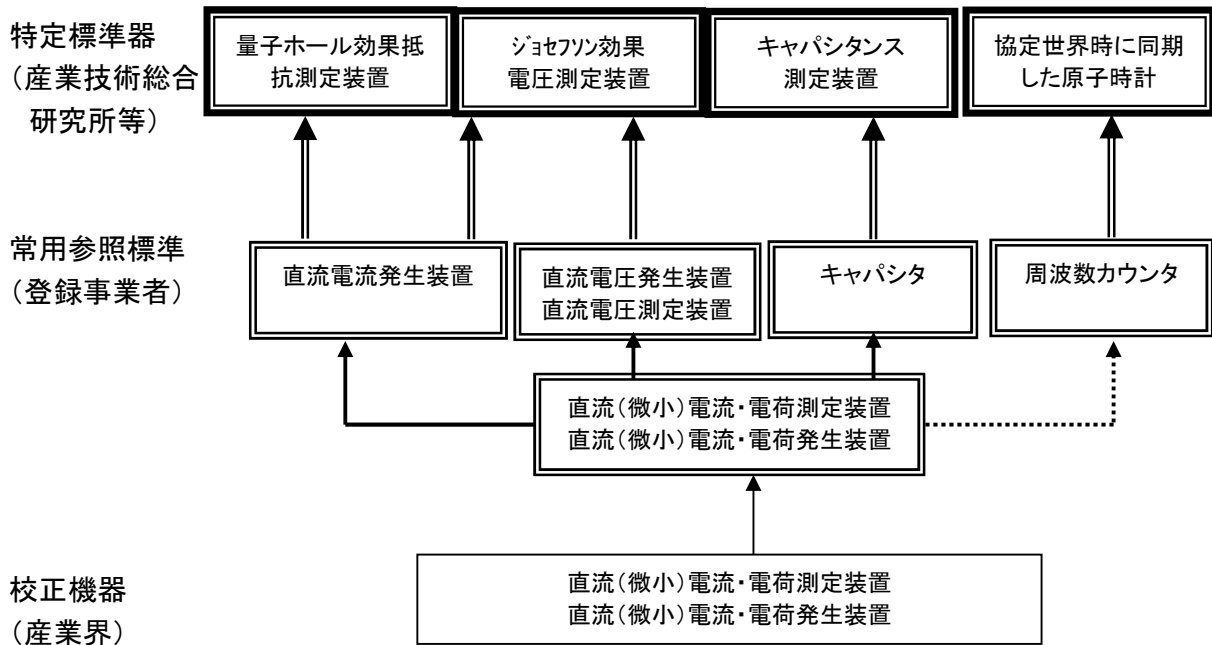 特定標準器
(産業技術総合
研究所等)
量子ホール効果抵
抗測定装置
ｼﾞｮｾﾌｿﾝ効果
電圧測定装置
キャパシタンス
測定装置
協定世界時に同期
した原子時計
常用参照標準
(登録事業者)
直流電流発生装置
直流電圧発生装置
直流電圧測定装置
キャパシタ
周波数カウンタ
直流(微小)電流・電荷測定装置
直流(微小)電流・電荷発生装置
校正機器
(産業界)
直流(微小)電流・電荷測定装置
直流(微小)電流・電荷発生装置